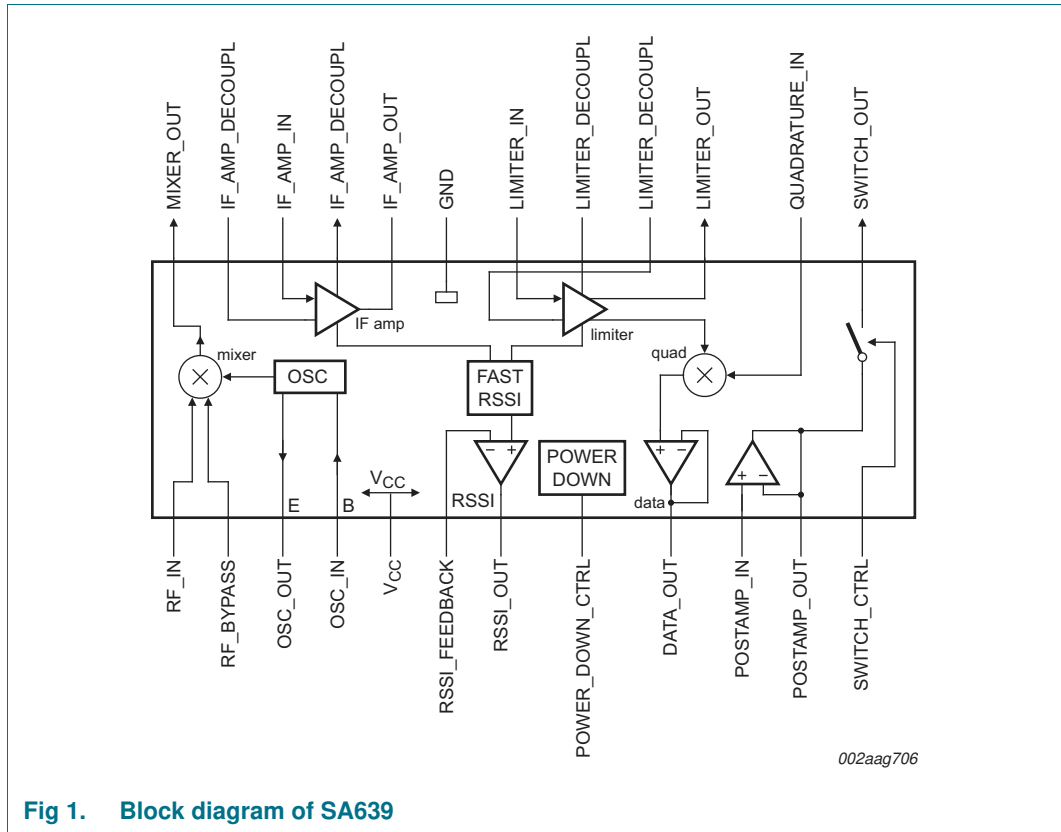 MIXER_OUT
IF_AMP_DECOUPL
IF_AMP_IN
IF_AMP_DECOUPL
IF_AMP_OUT
GND
LIMITER_IN
LIMITER_DECOUPL
LIMITER_DECOUPL
LIMITER_OUT
QUADRATURE_IN
SWITCH_OUT
IF amp
limiter
mixer
OSC
FAST
RSSI
quad
− +
RSSI
POWER
DOWN
+ −
data
+ −
E
B
VCC
RF_IN
RF_BYPASS
OSC_OUT
OSC_IN
VCC
RSSI_FEEDBACK
RSSI_OUT
POWER_DOWN_CTRL
DATA_OUT
POSTAMP_IN
POSTAMP_OUT
SWITCH_CTRL
002aag706
Fig 1. Block diagram of SA639